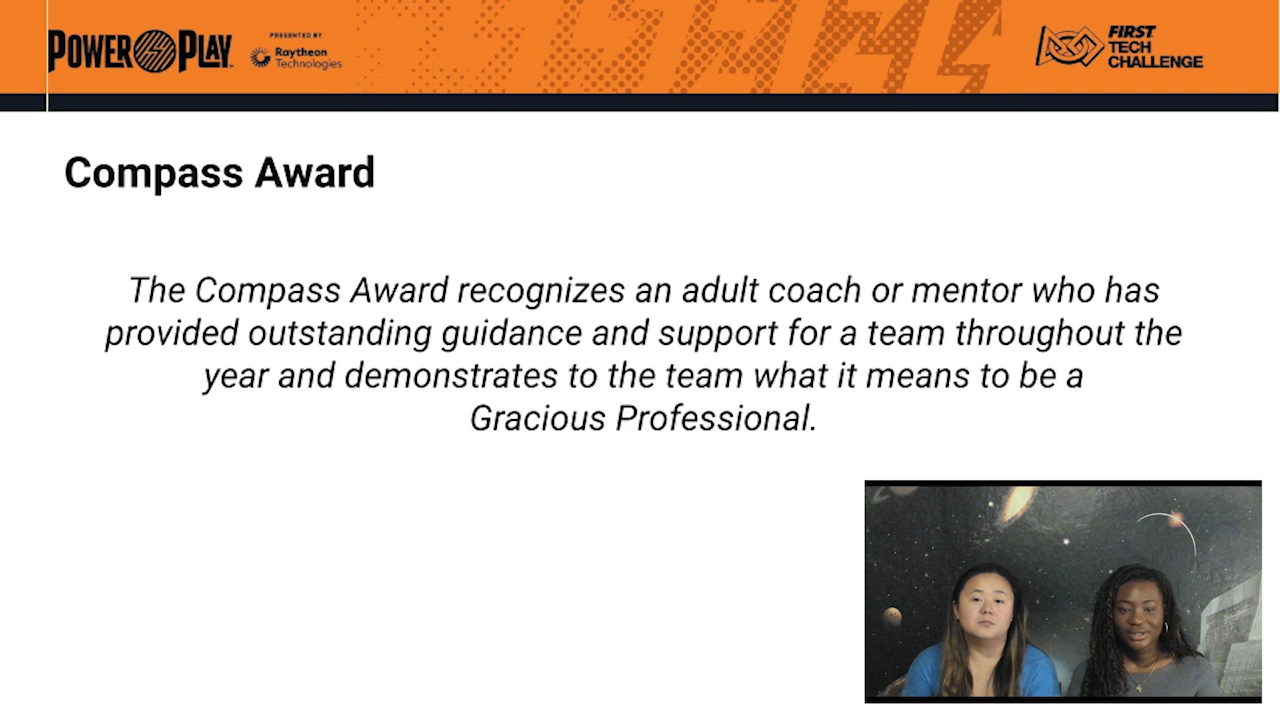 POWER PLAY
PRESENTED BY
Raytheon
Technologies
FIRST
TECH
CHALLENGE
Compass Award
The Compass Award recognizes an adult coach or mentor who has
provided outstanding guidance and support for a team throughout the
year and demonstrates to the team what it means to be a
Gracious Professional.